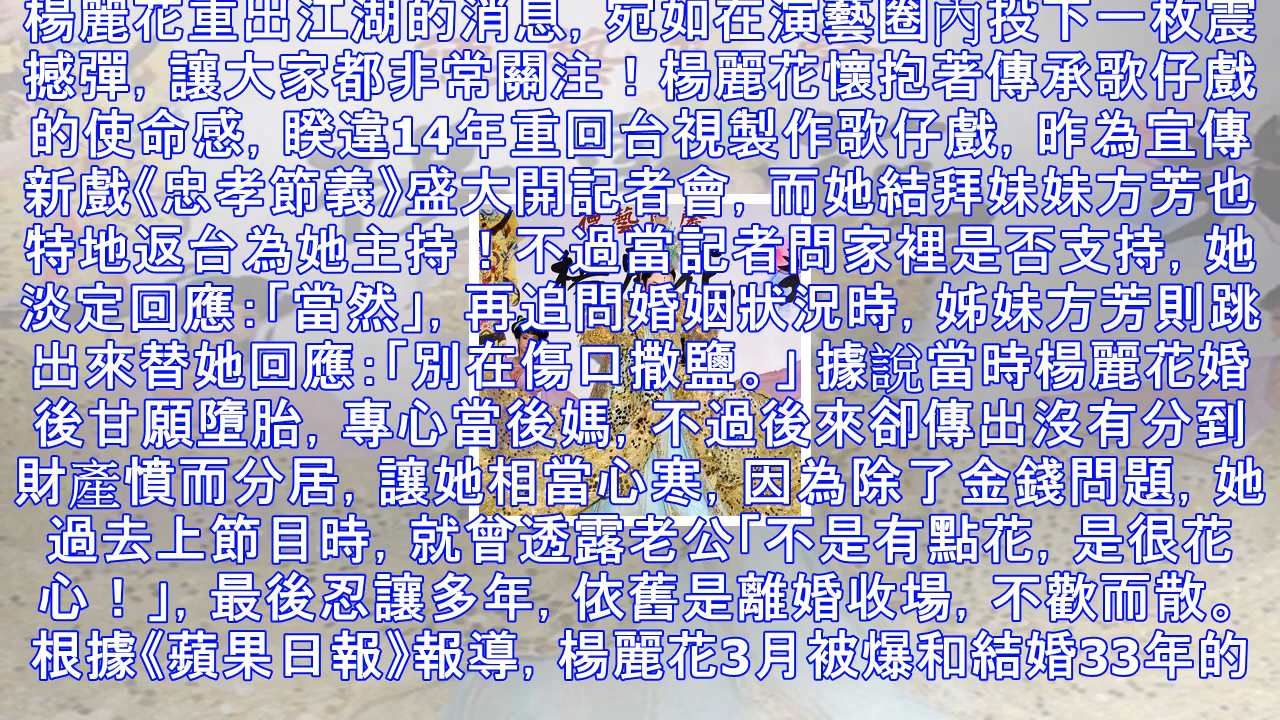 楊麗花重出江湖的消息, 宛如在演藝圈內投下一枚震
撼彈, 讓大家都非常關注！楊麗花懷抱著傳承歌仔戲
的使命感, 睽違14年重回台視製作歌仔戲, 昨為宣傳
新戲《忠孝節義》盛大開記者會, 而她結拜妹妹方芳也
特地返台為她主持！不過當記者問家裡是否支持, 她
淡定回應:「當然」, 再追問婚姻狀況時, 姊妹方芳則跳
出來替她回應:「別在傷口撒鹽。」據說當時楊麗花婚
後甘願墮胎, 專心當後媽, 不過後來卻傳出沒有分到
財產憤而分居, 讓她相當心寒, 因為除了金錢問題, 她
過去上節目時, 就曾透露老公「不是有點花, 是很花
心！」, 最後忍讓多年, 依舊是離婚收場, 不歡而散。
根據《蘋果日報》報導, 楊麗花3月被爆和結婚33年的